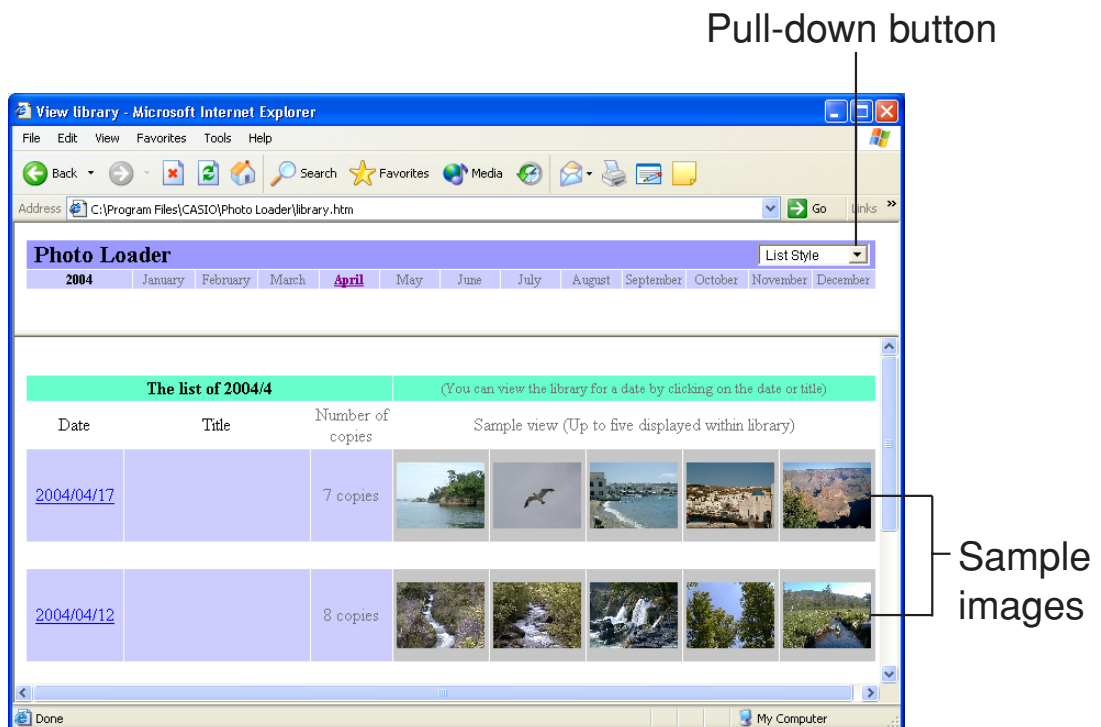 Pull-down button
View library - Microsoft Internet Explorer
File Edit View Favorites Tools Help
Back Search Favorites Media
Address C:\Program Files\CASIO\Photo Loader\library.htm Go Links »
Photo Loader List Style
2004 January February March April May June July August September October November December
The list of 2004/4 (You can view the library for a date by clicking on the date or title)
Date Title Number of copies Sample view (Up to five displayed within library)
2004/04/17 7 copies
2004/04/12 8 copies
Sample
images
Done My Computer